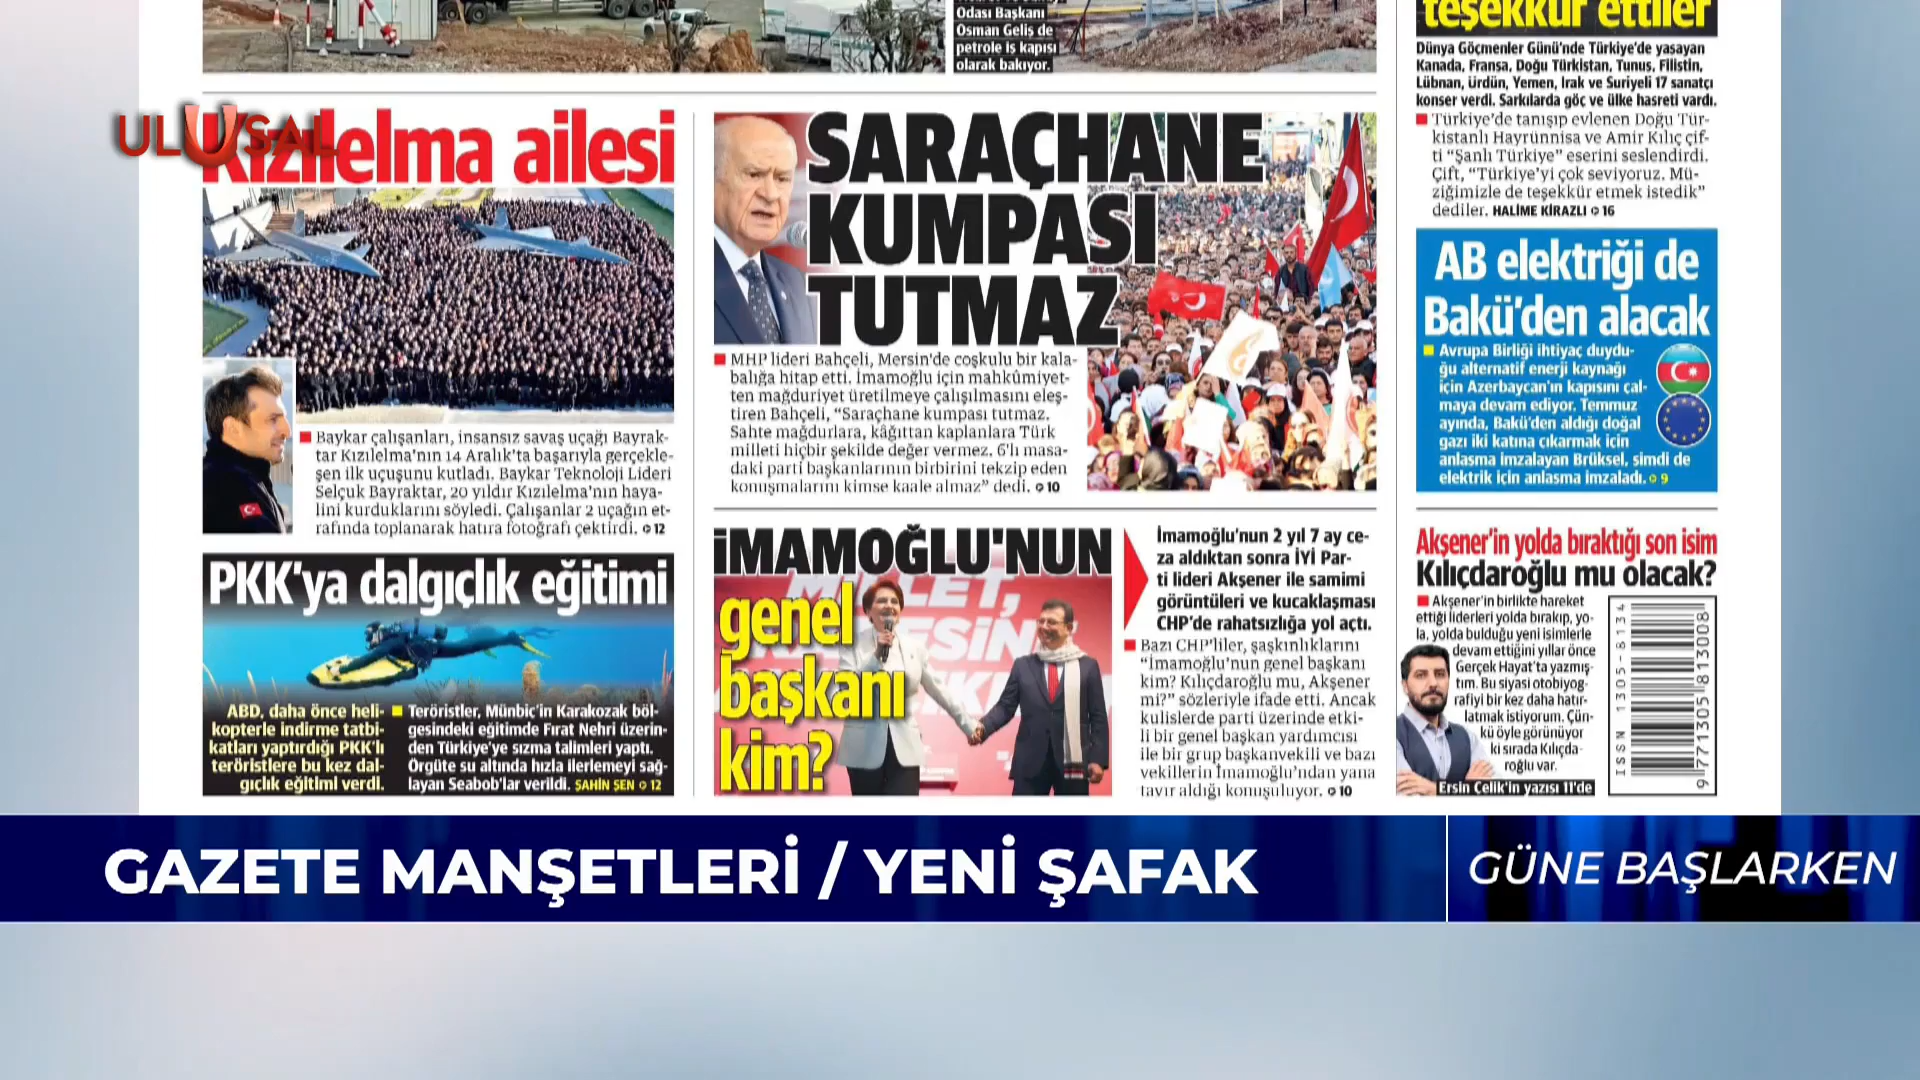 Odası Başkanı
Osman Geliş de
petrole iş kapısı
olarak bakıyor.
teşekkür ettiler
Dünya Göçmenler Günü'nde Türkiye'de yaşayan
Kanada, Fransa, Doğu Türkistan, Tunus, Filistin,
Lübnan, Ürdün, Yemen, Irak ve Suriyeli 17 sanatçı
konser verdi. Şarkılarda göç ve ülke hasreti vardı.
Türkiye'de tanışıp evlenen Doğu Tür-
kistanlı Hayrünnisa ve Amir Kılıç çif-
ti “Şanlı Türkiye” eserini seslendirdi.
Çift, “Türkiye'yi çok seviyoruz. Mü-
ziğimizle de teşekkür etmek istedik”
dediler. HALİME KİRAZLI 16
ULUSAL
Kızılelma ailesi
Baykar çalışanları, insansız savaş uçağı Bayrak-
tar Kızılelma'nın 14 Aralık'ta başarıyla gerçekle-
şen ilk uçuşunu kutladı. Baykar Teknoloji Lideri
Selçuk Bayraktar, 20 yıldır Kızılelma'nın haya-
lini kurduklarını söyledi. Çalışanlar 2 uçağın et-
rafında toplanarak hatıra fotoğrafı çektirdi. 12
SARAÇHANE
KUMPASI
TUTMAZ
MHP lideri Bahçeli, Mersin'de coşkulu bir kala-
balığa hitap etti. İmamoğlu için mahkûmiyet-
ten mağduriyet üretilmeye çalışılmasını eleş-
tiren Bahçeli, “Saraçhane kumpası tutmaz.
Sahte mağdurlara, kâğıttan kaplanlara Türk
milleti hiçbir şekilde değer vermez. 6'lı masa-
daki parti başkanlarının birbirini tekzip eden
konuşmalarını kimse kaale almaz” dedi. 10
AB elektriği de
Bakü'den alacak
Avrupa Birliği ihtiyaç duydu-
ğu alternatif enerji kaynağı
için Azerbaycan'ın kapısını çal-
maya devam ediyor. Temmuz
ayında, Bakü'den aldığı doğal
gazı iki katına çıkarmak için
anlaşma imzalayan Brüksel, şimdi de
elektrik için anlaşma imzaladı. 9
PKK'ya dalgıçlık eğitimi
ABD, daha önce heli-
kopterle indirme tatbi-
katları yaptırdığı PKK'lı
teröristlere bu kez dal-
gıçlık eğitimi verdi.
Teröristler, Münbiç'in Karakozak böl-
gesindeki eğitimde Fırat Nehri üzerin-
den Türkiye'ye sızma talimleri yaptı.
Örgüte su altında hızla ilerlemeyi sağ-
layan Seabob'lar verildi. ŞAHİN ŞEN 12
İMAMOĞLU'NUN
genel
başkanı
kim?
İmamoğlu'nun 2 yıl 7 ay ce-
za aldıktan sonra İYİ Par-
ti lideri Akşener ile samimi
görüntüleri ve kucaklaşması
CHP'de rahatsızlığa yol açtı.
Bazı CHP'liler, şaşkınlıklarını
“İmamoğlu'nun genel başkanı
kim? Kılıçdaroğlu mu, Akşener
mi?” sözleriyle ifade etti. Ancak
kulislerde parti üzerinde etki-
li bir genel başkan yardımcısı
ile bir grup başkanvekili ve bazı
vekillerin İmamoğlu'ndan yana
tavır aldığı konuşuluyor. 10
Akşener'in yolda bıraktığı son isim
Kılıçdaroğlu mu olacak?
Akşener'in birlikte hareket
ettiği liderleri yolda bırakıp, yo-
la, yolda bulduğu yeni isimlerle
devam ettiğini yıllar önce
Gerçek Hayat'ta yazmış-
tım. Bu siyasi otobiyog-
rafiyi bir kez daha hatır-
latmak istiyorum. Çün-
kü öyle görünüyor
ki sırada Kılıçda-
roğlu var.
Ersin Çelik'in yazısı 11'de
ISSN 1305-8134
9 771305 813008
GAZETE MANŞETLERİ / YENİ ŞAFAK
GÜNE BAŞLARKEN